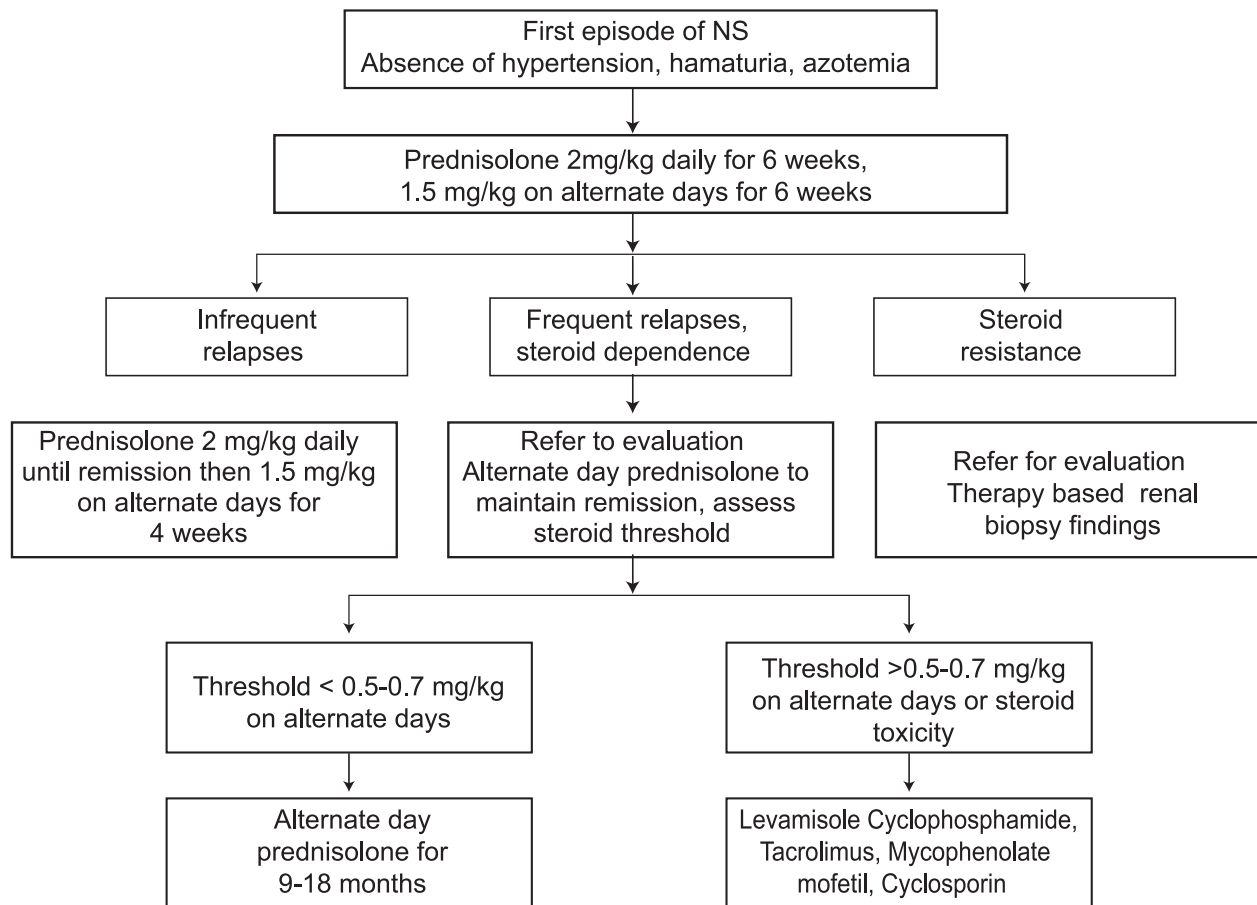 First episode of NS
Absence of hypertension, hamaturia, azotemia
Prednisolone 2mg/kg daily for 6 weeks,
1.5 mg/kg on alternate days for 6 weeks
Infrequent
relapses
Frequent relapses,
steroid dependence
Steroid
resistance
Prednisolone 2 mg/kg daily
until remission then 1.5 mg/kg
on alternate days for
4 weeks
Refer to evaluation
Alternate day prednisolone to
maintain remission, assess
steroid threshold
Refer for evaluation
Therapy based renal
biopsy findings
Threshold < 0.5-0.7 mg/kg
on alternate days
Threshold >0.5-0.7 mg/kg
on alternate days or steroid
toxicity
Alternate day
prednisolone for
9-18 months
Levamisole Cyclophosphamide,
Tacrolimus, Mycophenolate
mofetil, Cyclosporin